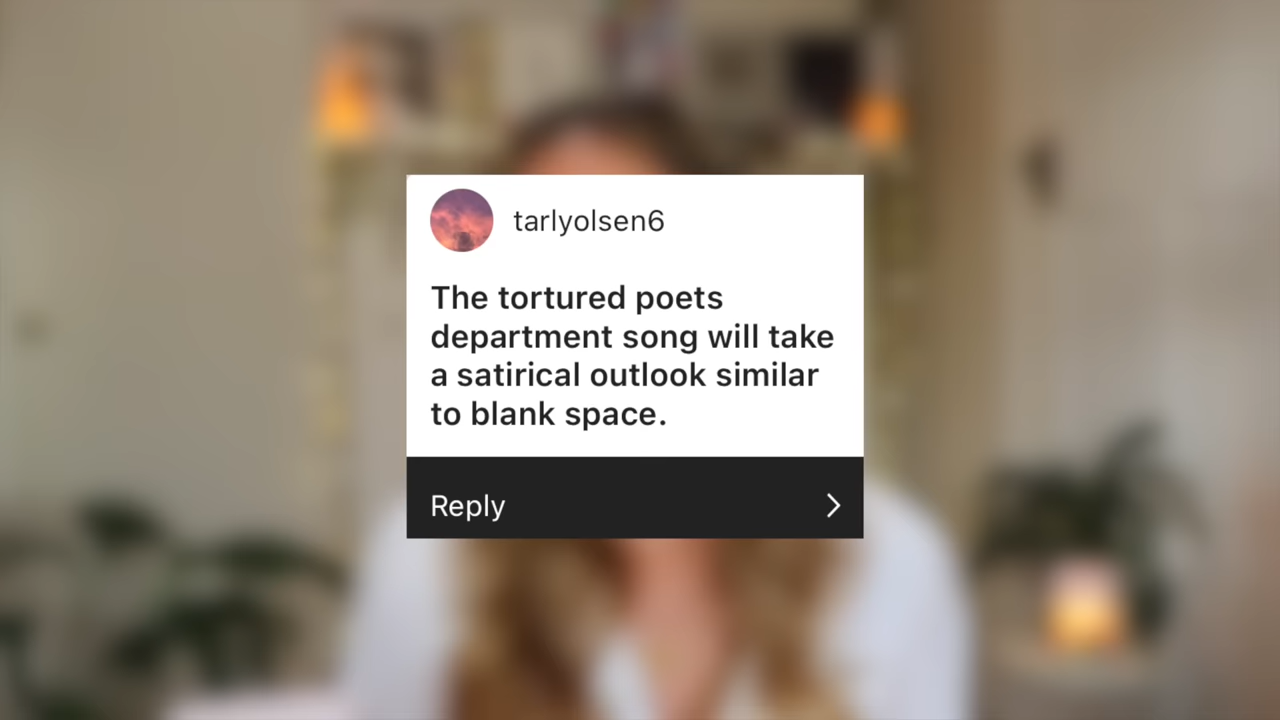 tarlyolsen6
The tortured poets
department song will take
a satirical outlook similar
to blank space.
Reply